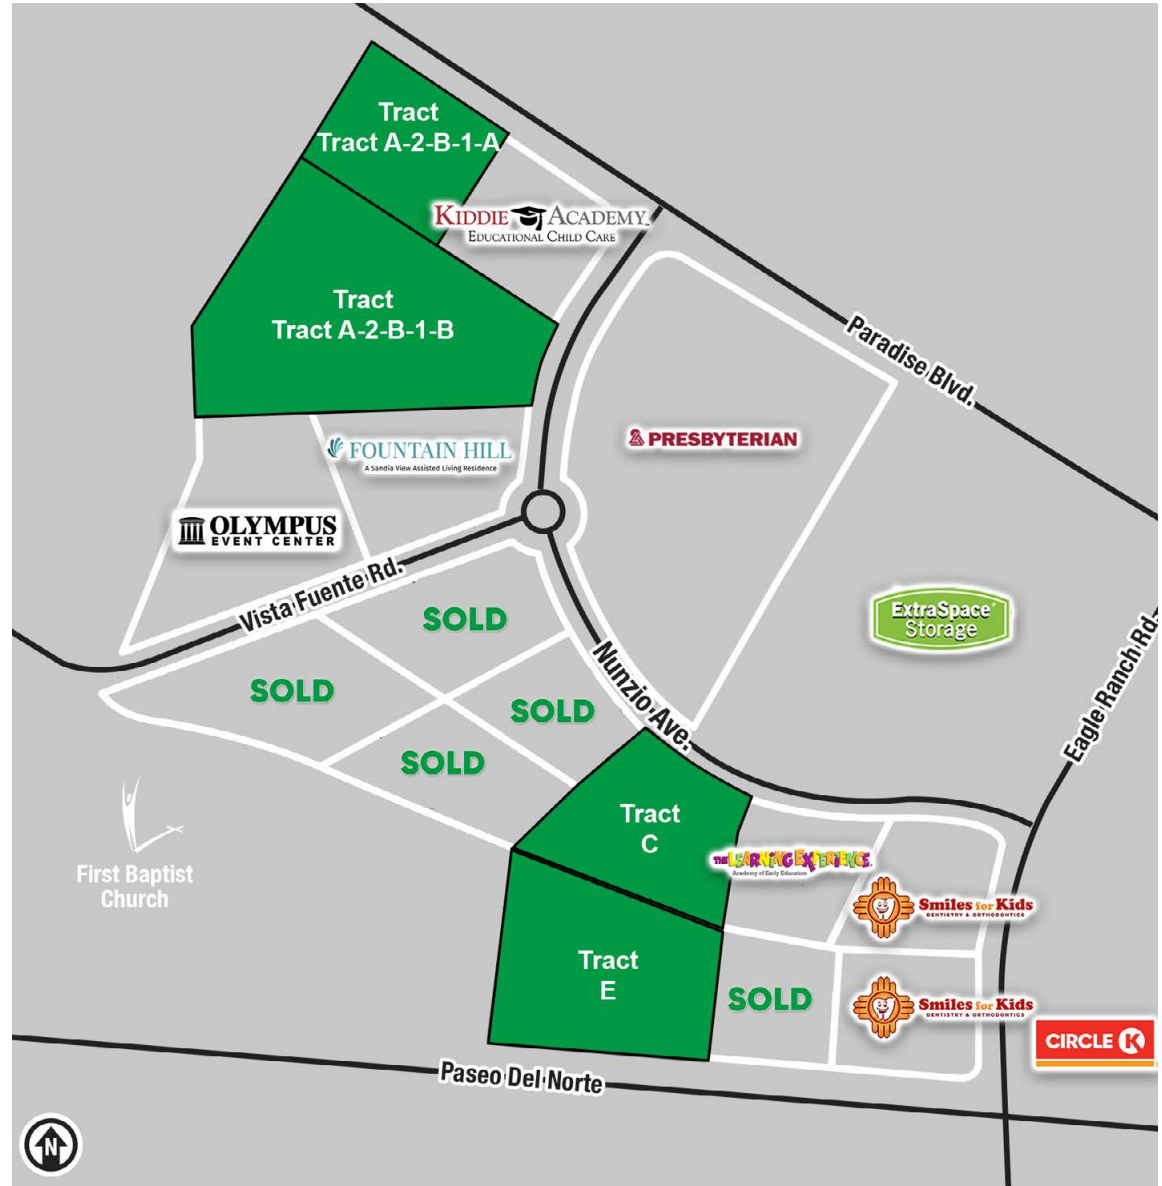 Tract
Tract A-2-B-1-A
KIDDIE ACADEMY
EDUCATIONAL CHILD CARE
Tract
Tract A-2-B-1-B
Paradise Blvd.
PRESBYTERIAN
FOUNTAIN HILL
A Sandia View Assisted Living Residence
OLYMPUS
EVENT CENTER
Vista Fuente Rd.
SOLD
ExtraSpace
Storage
Eagle Ranch Rd.
Nunzio Ave.
SOLD
SOLD
SOLD
First Baptist
Church
Tract
C
THE LEARNING EXPERIENCE
Academy of Early Education
Smiles for Kids
DENTISTRY & ORTHODONTICS
Tract
E
SOLD
Smiles for Kids
DENTISTRY & ORTHODONTICS
CIRCLE K
Paseo Del Norte
N